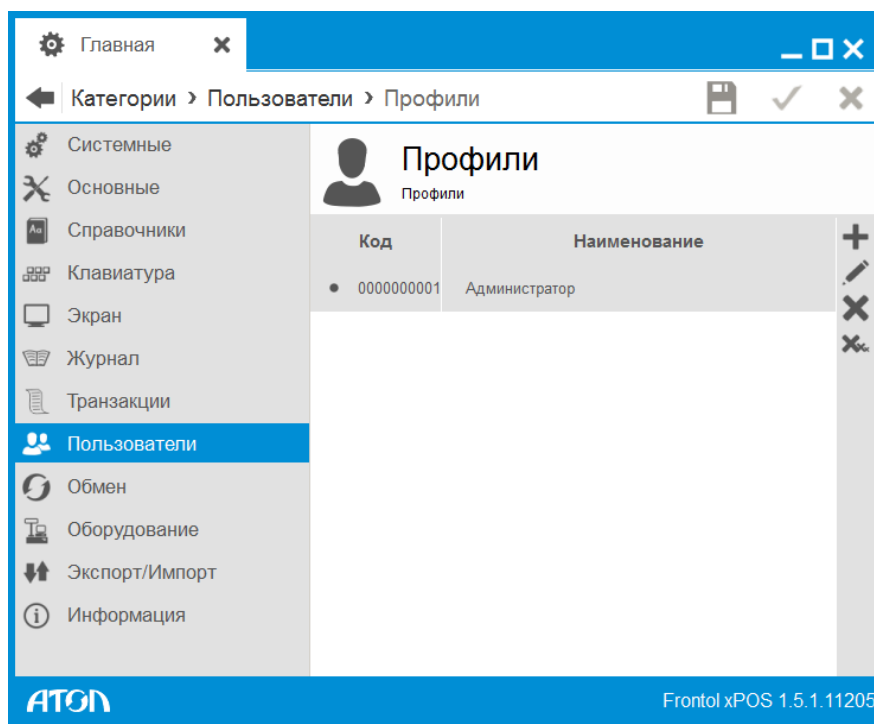 Главная
Категории › Пользователи › Профили
Системные
Основные
Справочники
Клавиатура
Экран
Журнал
Транзакции
Пользователи
Обмен
Оборудование
Экспорт/Импорт
Информация
Профили
Профили
Код Наименование
0000000001 Администратор
ATOL Frontol xPOS 1.5.1.11205